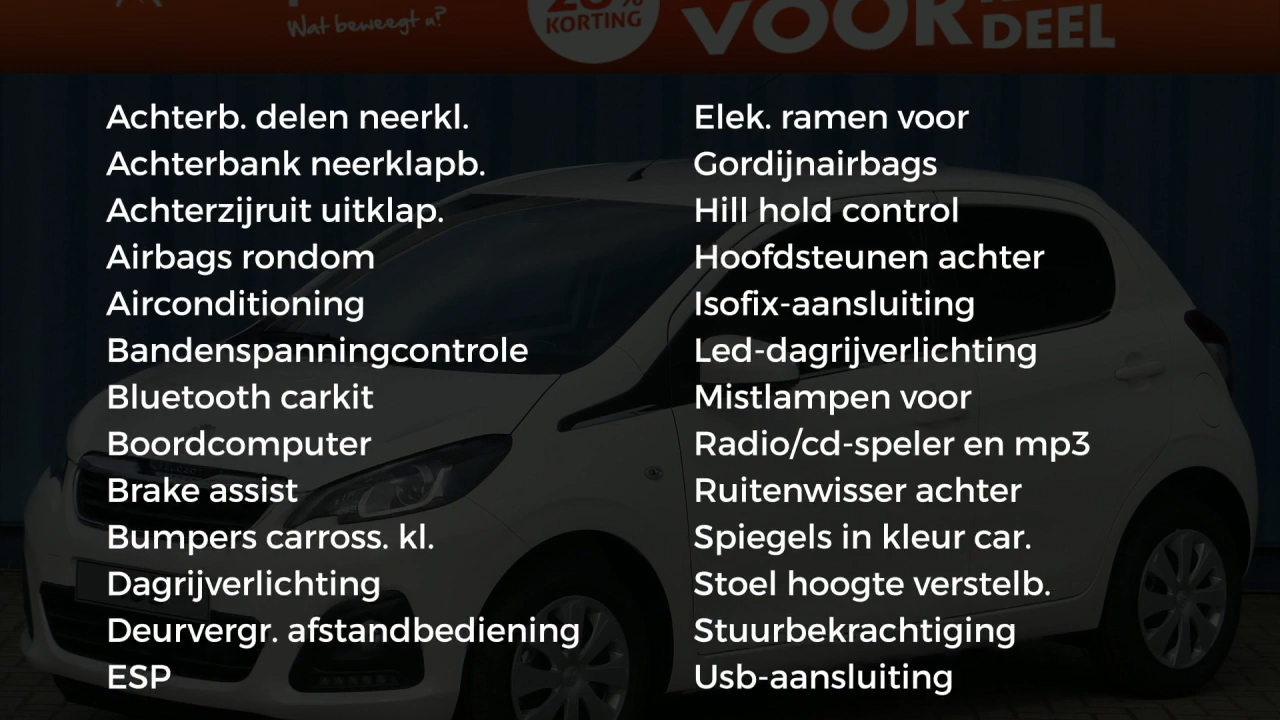 Wat beweegt u?
KORTING
VOOR
DEEL
Achterb. delen neerkl.
Achterbank neerklapb.
Achterzijruit uitklap.
Airbags rondom
Airconditioning
Bandenspanningcontrole
Bluetooth carkit
Boordcomputer
Brake assist
Bumpers carross. kl.
Dagrijverlichting
Deurvergr. afstandbediening
ESP
Elek. ramen voor
Gordijnairbags
Hill hold control
Hoofdsteunen achter
Isofix-aansluiting
Led-dagrijverlichting
Mistlampen voor
Radio/cd-speler en mp3
Ruitenwisser achter
Spiegels in kleur car.
Stoel hoogte verstelb.
Stuurbekrachtiging
Usb-aansluiting